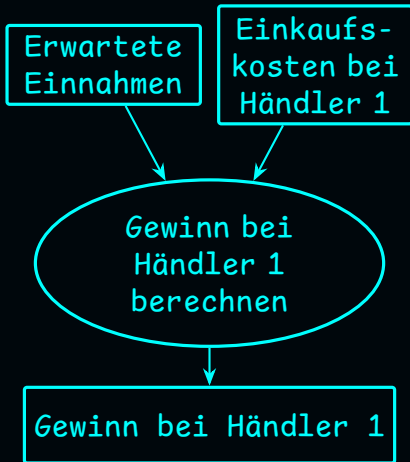 Erwartete
Einnahmen
Einkaufs-
kosten bei
Händler 1
Gewinn bei
Händler 1
berechnen
Gewinn bei Händler 1